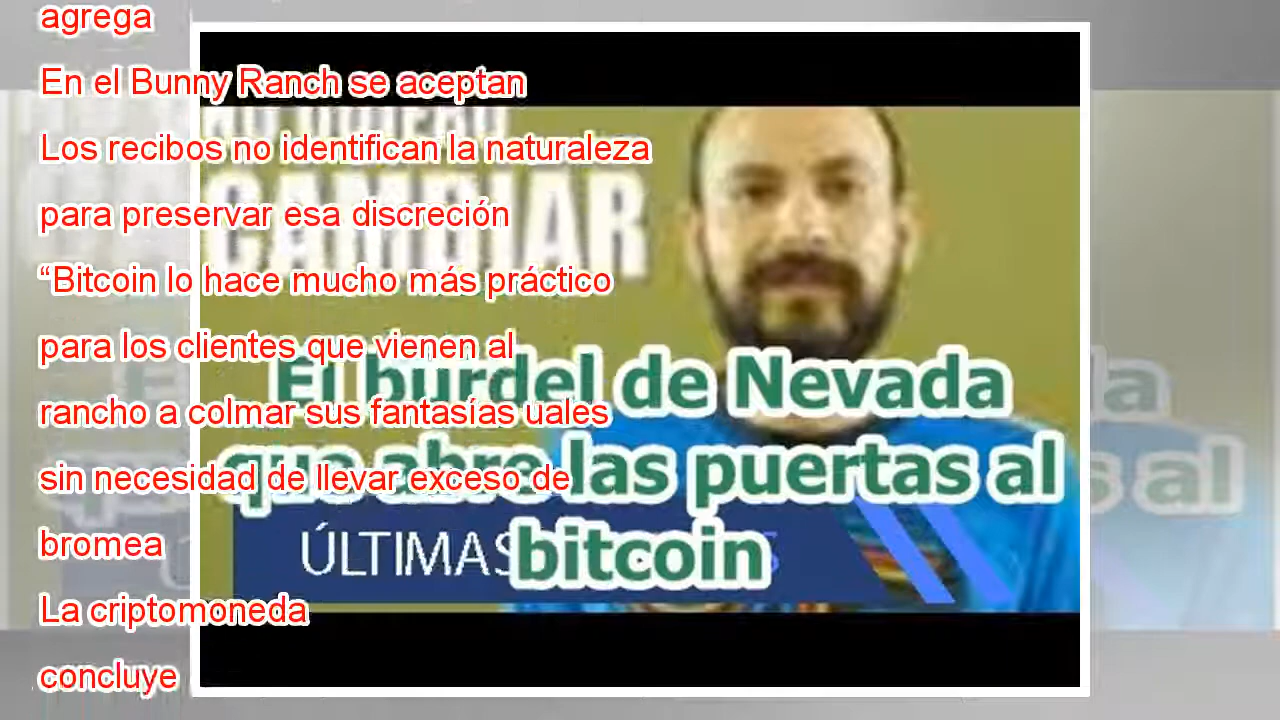 agrega
En el Bunny Ranch se aceptan
Los recibos no identifican la naturaleza
para preservar esa discreción
“Bitcoin lo hace mucho más práctico
para los clientes que vienen al
rancho a colmar sus fantasías uales
sin necesidad de llevar exceso de
bromea
La criptomoneda
concluye
CAMBIAR
El burdel de Nevada
que abre las puertas al
bitcoin
ÚLTIMAS